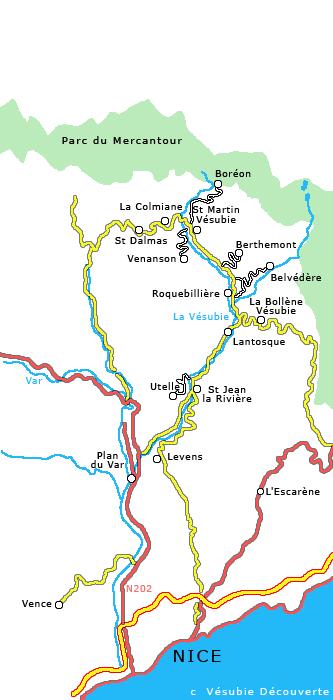 Parc du Mercantour
Boréon
La Colmiane
St Martin
Vésubie
St Dalmas
Berthemont
Venanson
Belvédère
Roquebillière
La Bollène
Vésubie
La Vésubie
Lantosque
Var
Utelle
St Jean
la Rivière
Plan
du Var
Levens
L'Escarène
N202
Vence
NICE
c Vésubie Découverte